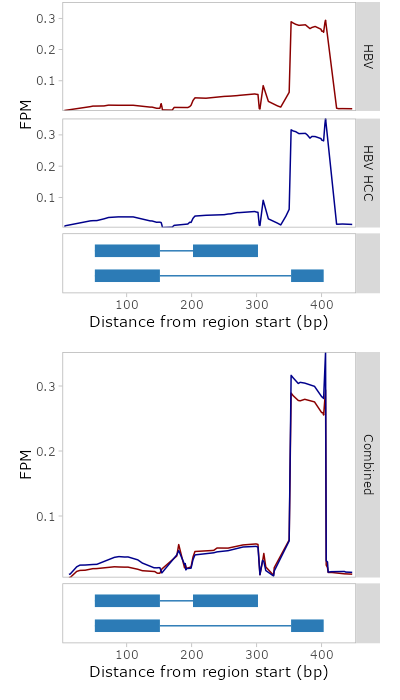 0.3
0.2
0.1
HBV
FPM
0.3
0.2
0.1
HBV HCC
100 200 300 400
Distance from region start (bp)
0.3
0.2
0.1
FPM
Combined
100 200 300 400
Distance from region start (bp)